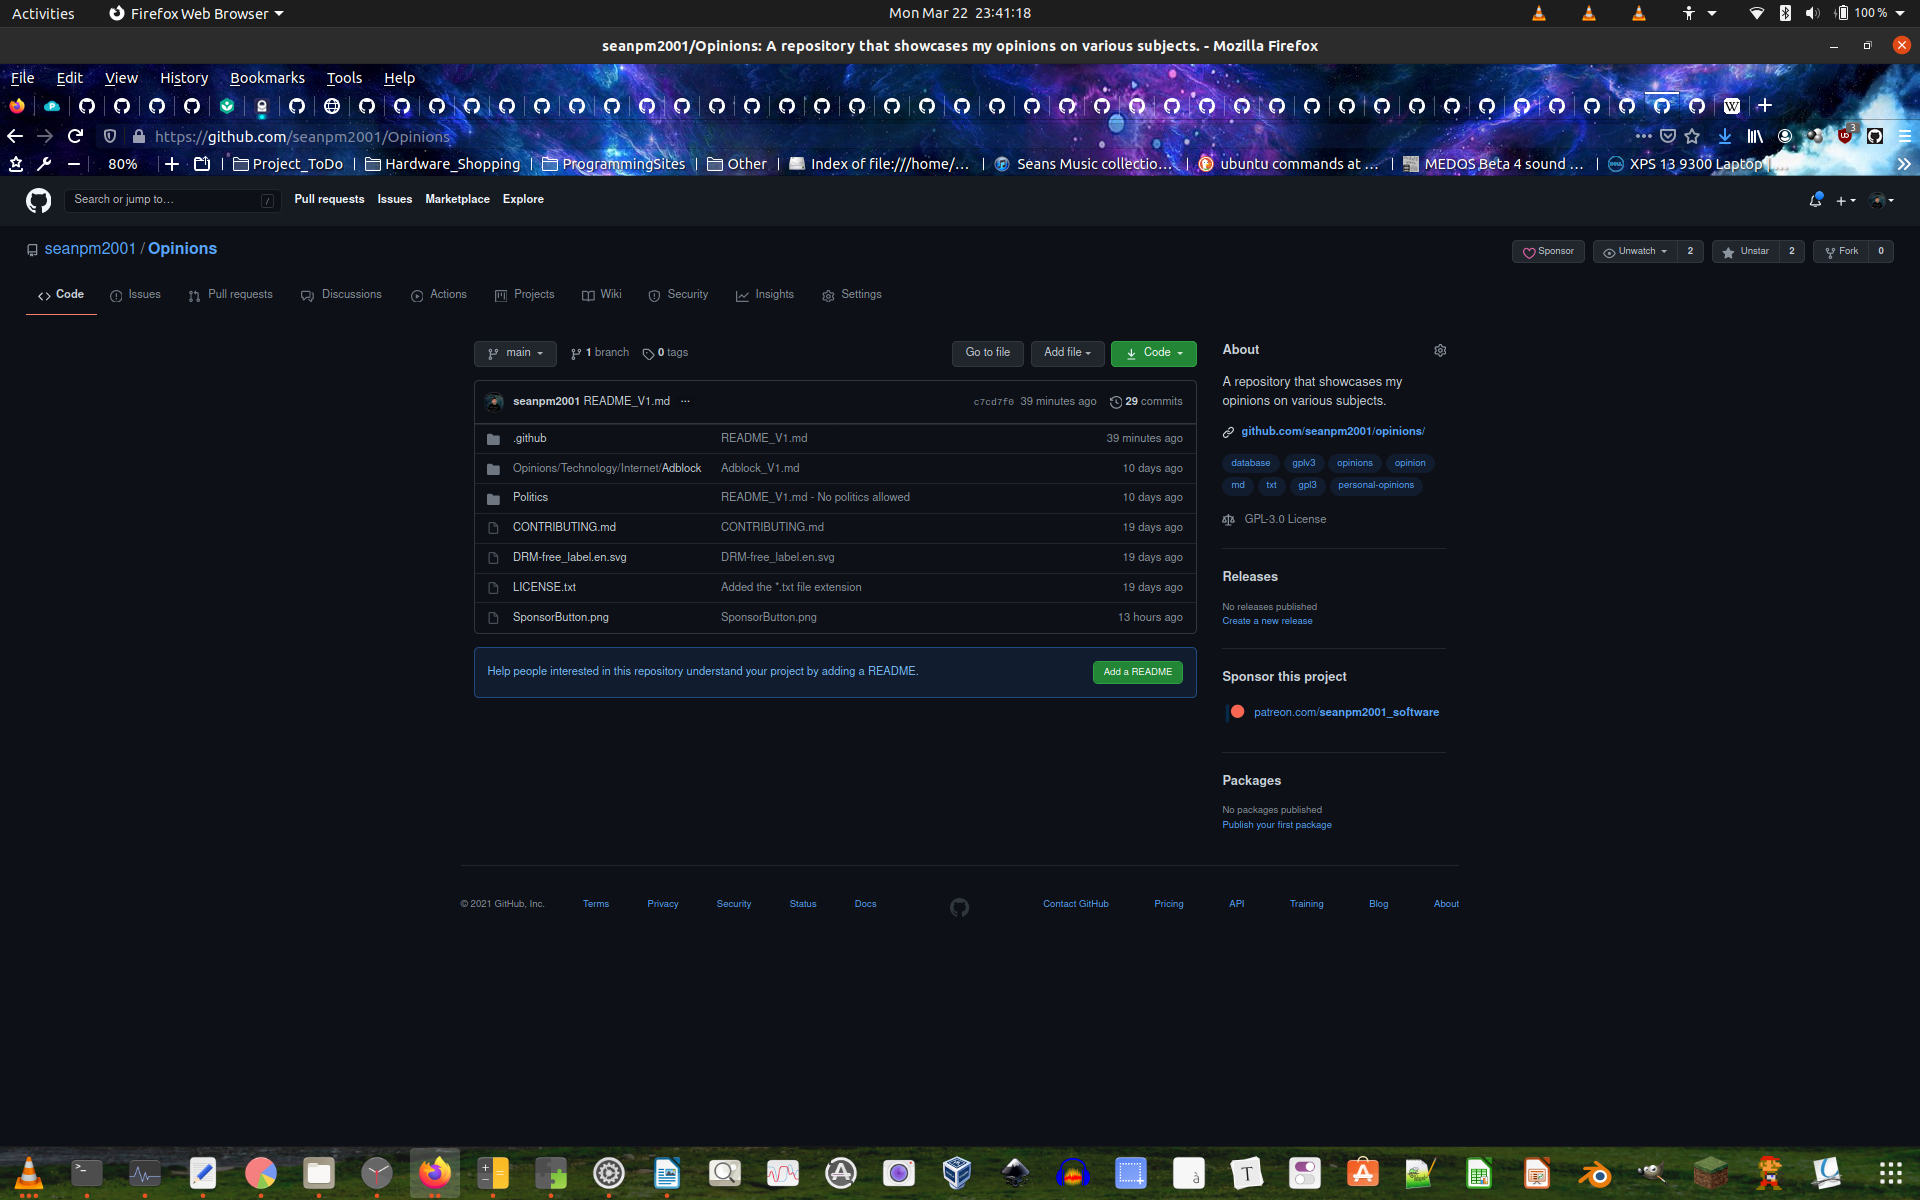 Activities Firefox Web Browser Mon Mar 22 23:41:18 100 %
seanpm2001/Opinions: A repository that showcases my opinions on various subjects. - Mozilla Firefox
File Edit View History Bookmarks Tools Help
https://github.com/seanpm2001/Opinions 3
80% Project_ToDo Hardware_Shopping ProgrammingSites Other Index of file:///home/... Seans Music collectio... ubuntu commands at ... MEDOS Beta 4 sound ... XPS 13 9300 Laptop
Search or jump to... / Pull requests Issues Marketplace Explore
seanpm2001 / Opinions Sponsor Unwatch 2 Unstar 2 Fork 0
Code Issues Pull requests Discussions Actions Projects Wiki Security Insights Settings
main 1 branch 0 tags Go to file Add file Code
seanpm2001 README_V1.md ... c7cd7f0 39 minutes ago 29 commits
.github README_V1.md 39 minutes ago
Opinions/Technology/Internet/Adblock Adblock_V1.md 10 days ago
Politics README_V1.md - No politics allowed 10 days ago
CONTRIBUTING.md CONTRIBUTING.md 19 days ago
DRM-free_label.en.svg DRM-free_label.en.svg 19 days ago
LICENSE.txt Added the *.txt file extension 19 days ago
SponsorButton.png SponsorButton.png 13 hours ago
Help people interested in this repository understand your project by adding a README. Add a README
About
A repository that showcases my
opinions on various subjects.
github.com/seanpm2001/opinions/
database gplv3 opinions opinion
md txt gpl3 personal-opinions
GPL-3.0 License
Releases
No releases published
Create a new release
Sponsor this project
patreon.com/seanpm2001_software
Packages
No packages published
Publish your first package
© 2021 GitHub, Inc. Terms Privacy Security Status Docs Contact GitHub Pricing API Training Blog About